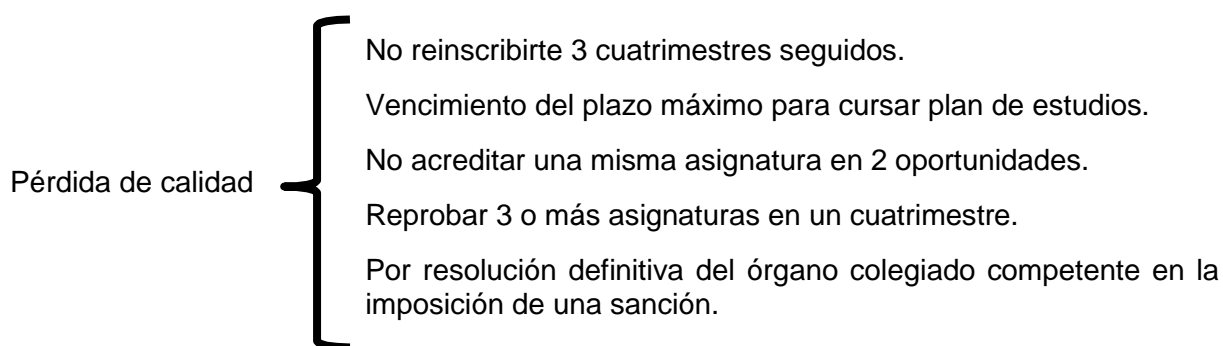 No reinscribirte 3 cuatrimestres seguidos.
Vencimiento del plazo máximo para cursar plan de estudios.
No acreditar una misma asignatura en 2 oportunidades.
Pérdida de calidad
Reprobar 3 o más asignaturas en un cuatrimestre.
Por resolución definitiva del órgano colegiado competente en la
imposición de una sanción.